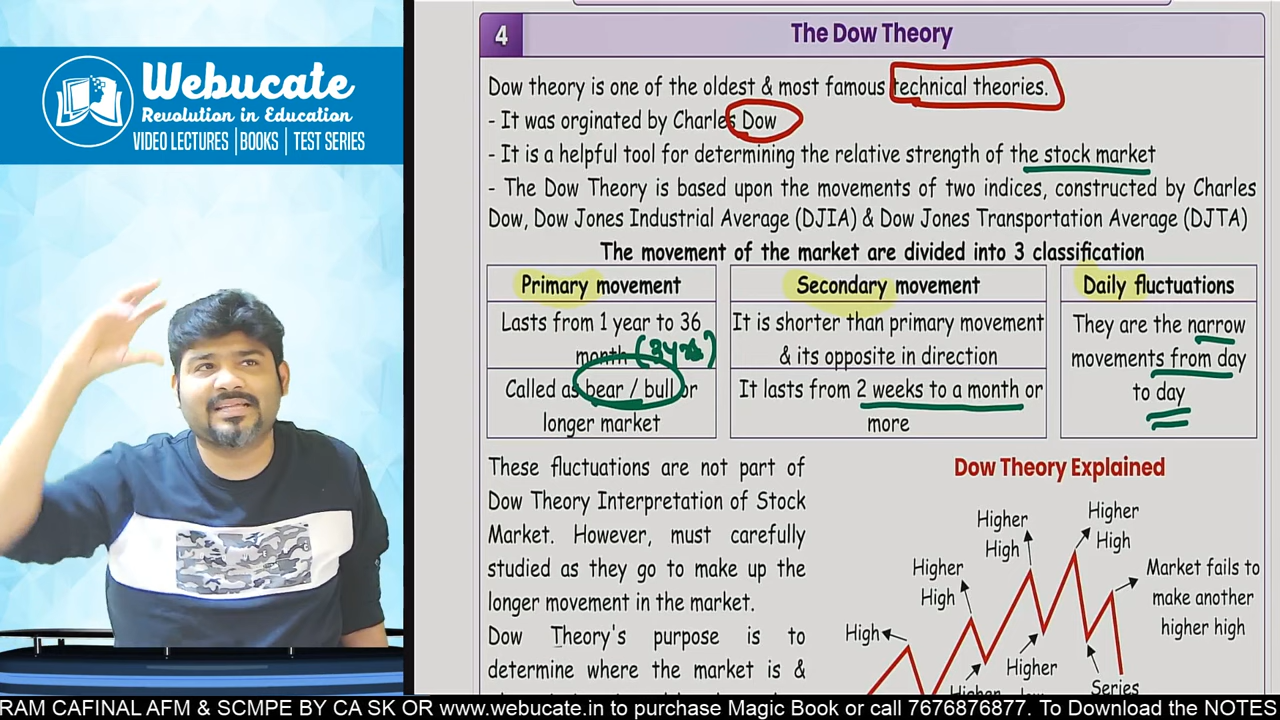 Webucate
Revolution in Education
VIDEO LECTURES | BOOKS | TEST SERIES
4
The Dow Theory
Dow theory is one of the oldest & most famous technical theories.
- It was orginated by Charles Dow
- It is a helpful tool for determining the relative strength of the stock market
- The Dow Theory is based upon the movements of two indices, constructed by Charles
Dow, Dow Jones Industrial Average (DJIA) & Dow Jones Transportation Average (DJTA)
The movement of the market are divided into 3 classification
Primary movement
Lasts from 1 year to 36
month (3yrs)
Called as bear / bull or
longer market
Secondary movement
It is shorter than primary movement
& its opposite in direction
It lasts from 2 weeks to a month or
more
Daily fluctuations
They are the narrow
movements from day
to day
These fluctuations are not part of
Dow Theory Interpretation of Stock
Market. However, must carefully
studied as they go to make up the
longer movement in the market.
Dow Theory's purpose is to
determine where the market is &
Dow Theory Explained
High
Higher
High
Higher
High
Higher
High
Market fails to
make another
higher high
Higher
Higher
Series
RAM CAFINAL AFM & SCMPE BY CA SK OR www.webucate.in to purchase Magic Book or call 7676876877. To Download the NOTES